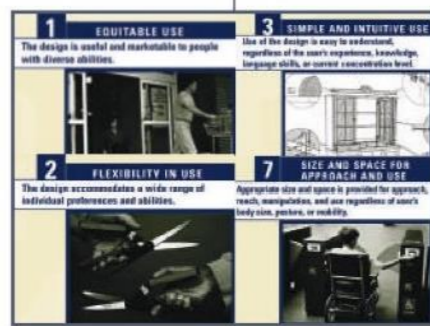 1 EQUITABLE USE
The design is useful and marketable to people
with diverse abilities.
2 FLEXIBILITY IN USE
The design accommodates a wide range of
individual preferences and abilities.
3 SIMPLE AND INTUITIVE USE
Use of the design is easy to understand,
regardless of the user's experience, knowledge,
language skills, or current concentration level.
7 SIZE AND SPACE FOR
APPROACH AND USE
Appropriate size and space is provided for approach,
reach, manipulation, and use regardless of user's
body size, posture, or mobility.